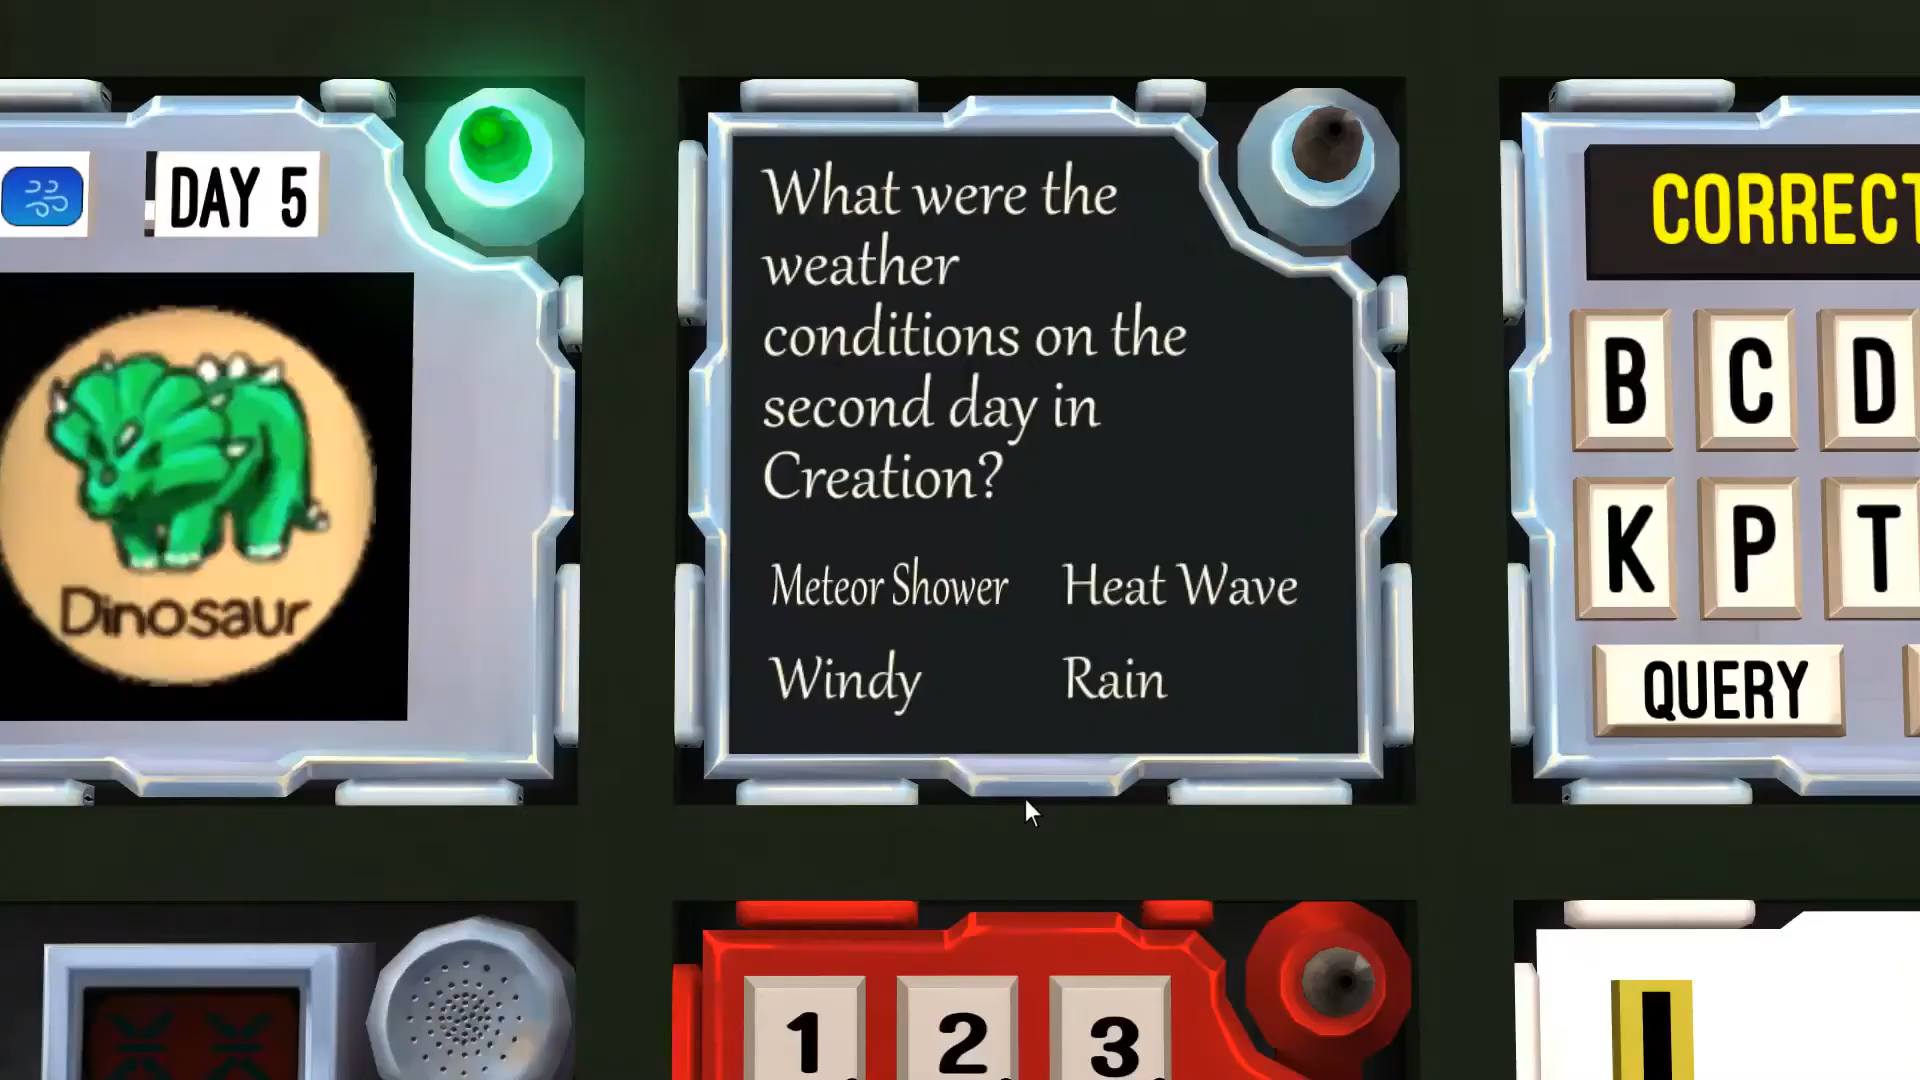 DAY 5
Dinosaur
What were the
weather
conditions on the
second day in
Creation?
Meteor Shower
Heat Wave
Windy
Rain
CORRECT
B C D
K P T
QUERY
1 2 3